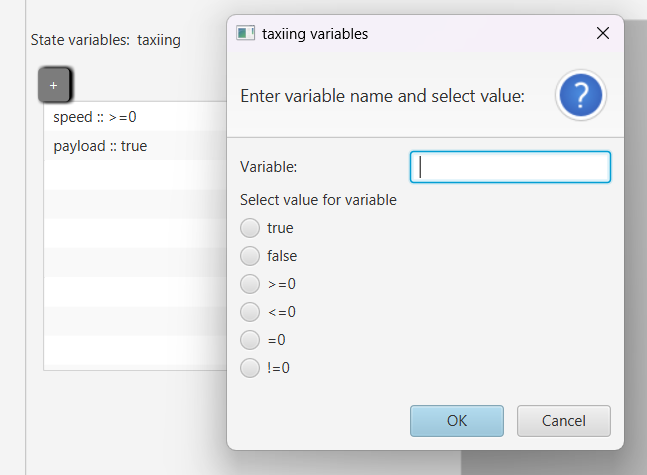 State variables: taxiing
+
speed :: >=0
payload :: true
taxiing variables
Enter variable name and select value:
?
Variable:
Select value for variable
true
false
>=0
<=0
=0
!=0
OK
Cancel